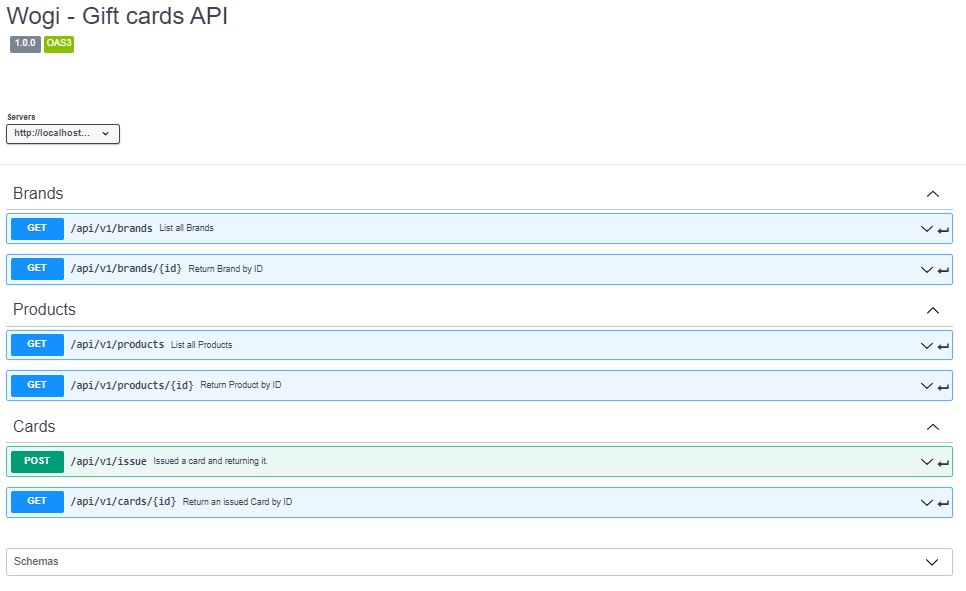 Wogi - Gift cards API
1.0.0 OAS3
Servers
http://localhost...
Brands
GET /api/v1/brands List all Brands
GET /api/v1/brands/{id} Return Brand by ID
Products
GET /api/v1/products List all Products
GET /api/v1/products/{id} Return Product by ID
Cards
POST /api/v1/issue Issued a card and returning it.
GET /api/v1/cards/{id} Return an issued Card by ID
Schemas